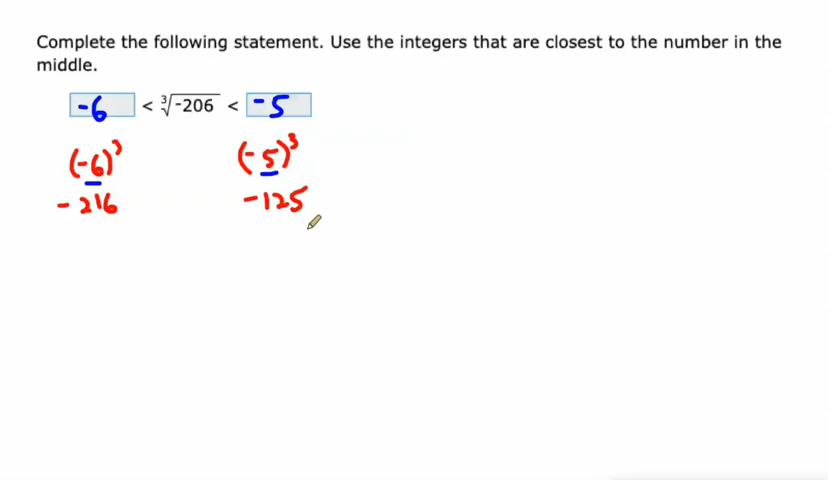 Complete the following statement. Use the integers that are closest to the number in the
middle.
-6 < ∛-206 < -5
(-6)³ (-5)³
-216 -125